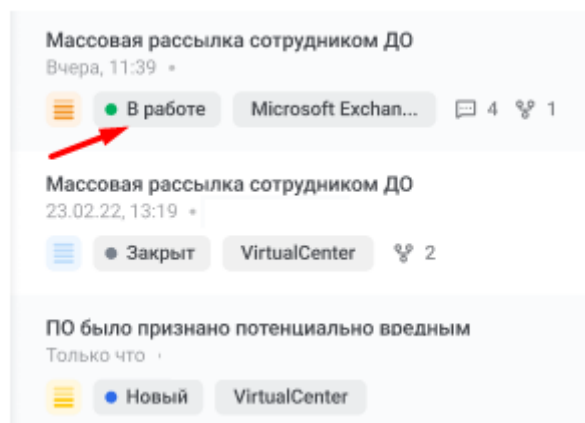 Массовая рассылка сотрудником ДО
Вчера, 11:39
В работе Microsoft Exchan... 4 1
Массовая рассылка сотрудником ДО
23.02.22, 13:19
Закрыт VirtualCenter 2
ПО было признано потенциально вредным
Только что
Новый VirtualCenter